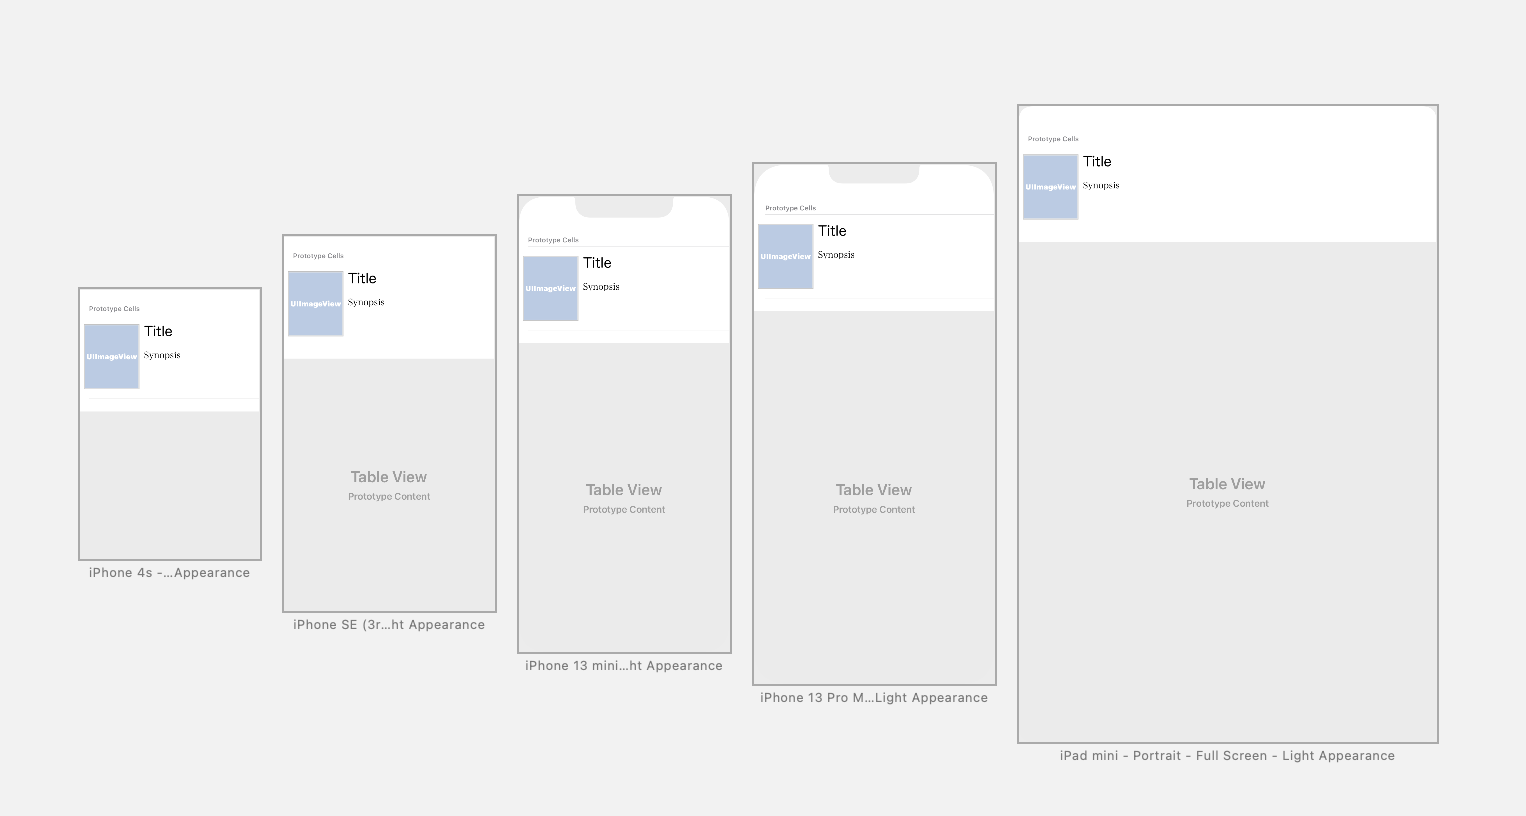 Prototype Cells
UIImageView
Title
Synopsis
iPhone 4s -...Appearance
Prototype Cells
UIImageView
Title
Synopsis
Table View
Prototype Content
iPhone SE (3r...ht Appearance
Prototype Cells
UIImageView
Title
Synopsis
Table View
Prototype Content
iPhone 13 mini...ht Appearance
Prototype Cells
UIImageView
Title
Synopsis
Table View
Prototype Content
iPhone 13 Pro M...Light Appearance
Prototype Cells
UIImageView
Title
Synopsis
Table View
Prototype Content
iPad mini - Portrait - Full Screen - Light Appearance